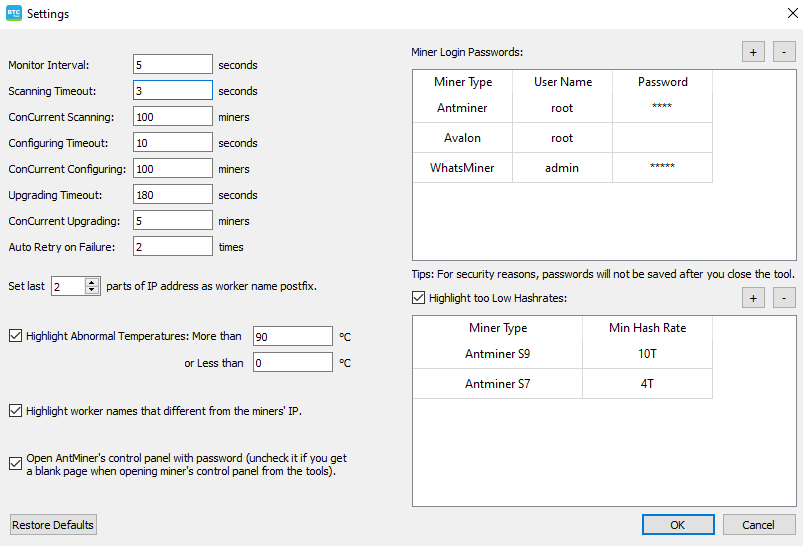 BTC
Settings
Monitor Interval: 5 seconds
Scanning Timeout: 3 seconds
ConCurrent Scanning: 100 miners
Configuring Timeout: 10 seconds
ConCurrent Configuring: 100 miners
Upgrading Timeout: 180 seconds
ConCurrent Upgrading: 5 miners
Auto Retry on Failure: 2 times
Set last 2 parts of IP address as worker name postfix.
Highlight Abnormal Temperatures: More than 90 °C
or Less than 0 °C
Highlight worker names that different from the miners' IP.
Open AntMiner's control panel with password (uncheck it if you get
a blank page when opening miner's control panel from the tools).
Restore Defaults
Miner Login Passwords: + -
Miner Type User Name Password
Antminer root ****
Avalon root
WhatsMiner admin *****
Tips: For security reasons, passwords will not be saved after you close the tool.
Highlight too Low Hashrates: + -
Miner Type Min Hash Rate
Antminer S9 10T
Antminer S7 4T
OK Cancel